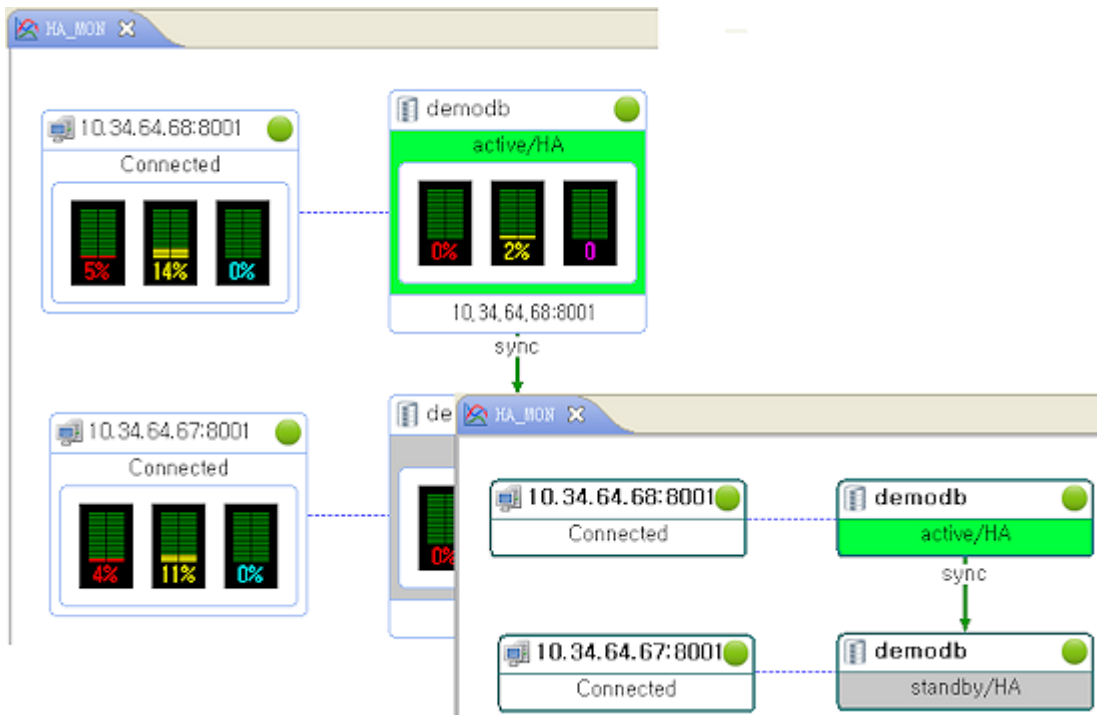 HA_MON
10.34.64.68:8001
Connected
5% 14% 0%
demodb
active/HA
0% 2% 0
10.34.64.68:8001
sync
10.34.64.67:8001
Connected
4% 11% 0%
de
0%
HA_MON
10.34.64.68:8001
Connected
demodb
active/HA
sync
10.34.64.67:8001
Connected
demodb
standby/HA